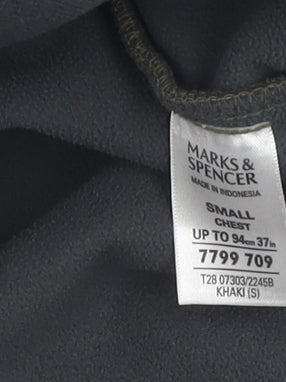 MARKS &
SPENCER
MADE IN INDONESIA
SMALL
CHEST
UP TO 94cm 37in
7799 709
T28 07303/2245B
KHAKI (S)